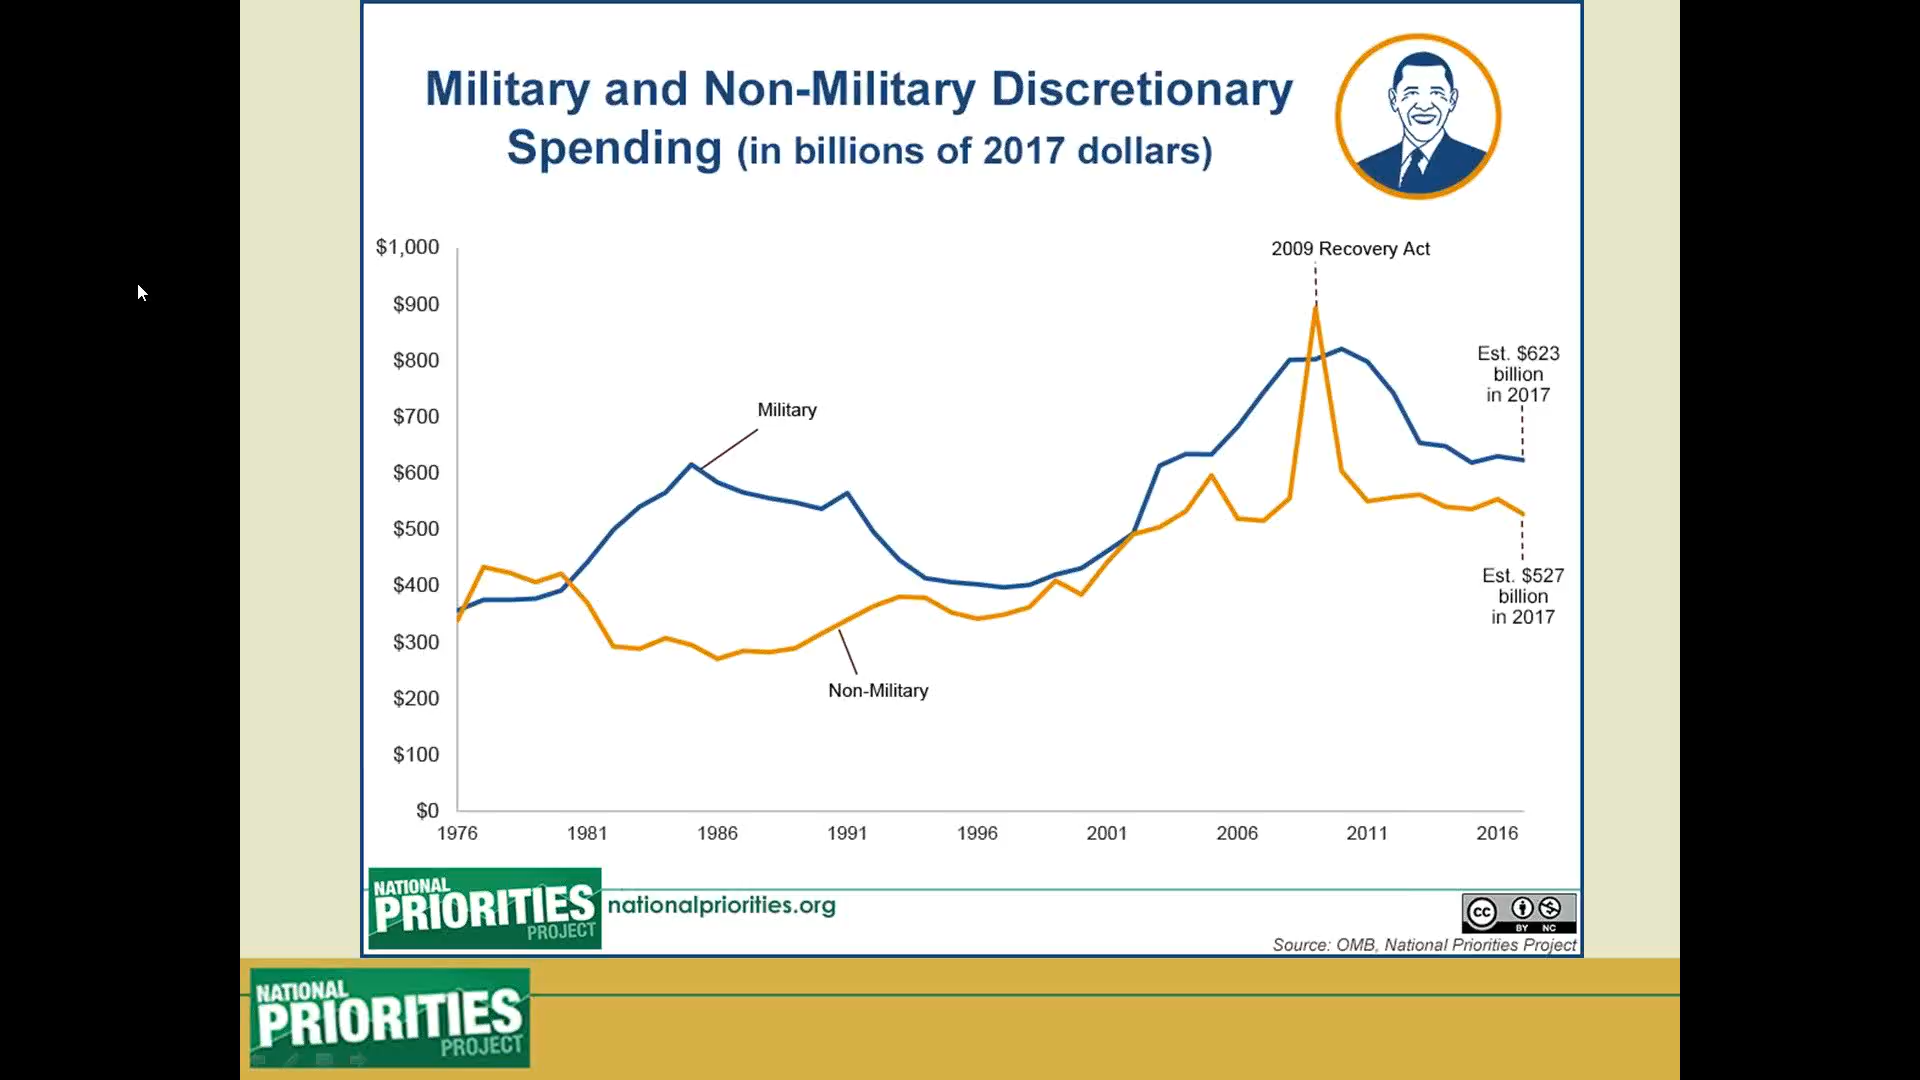 Military and Non-Military Discretionary
Spending (in billions of 2017 dollars)
$1,000
$900
$800
$700
$600
$500
$400
$300
$200
$100
$0
2009 Recovery Act
Est. $623
billion
in 2017
Military
Est. $527
billion
in 2017
Non-Military
1976 1981 1986 1991 1996 2001 2006 2011 2016
NATIONAL
PRIORITIES
PROJECT
nationalpriorities.org
cc
BY NC
Source: OMB, National Priorities Project
NATIONAL
PRIORITIES
PROJECT